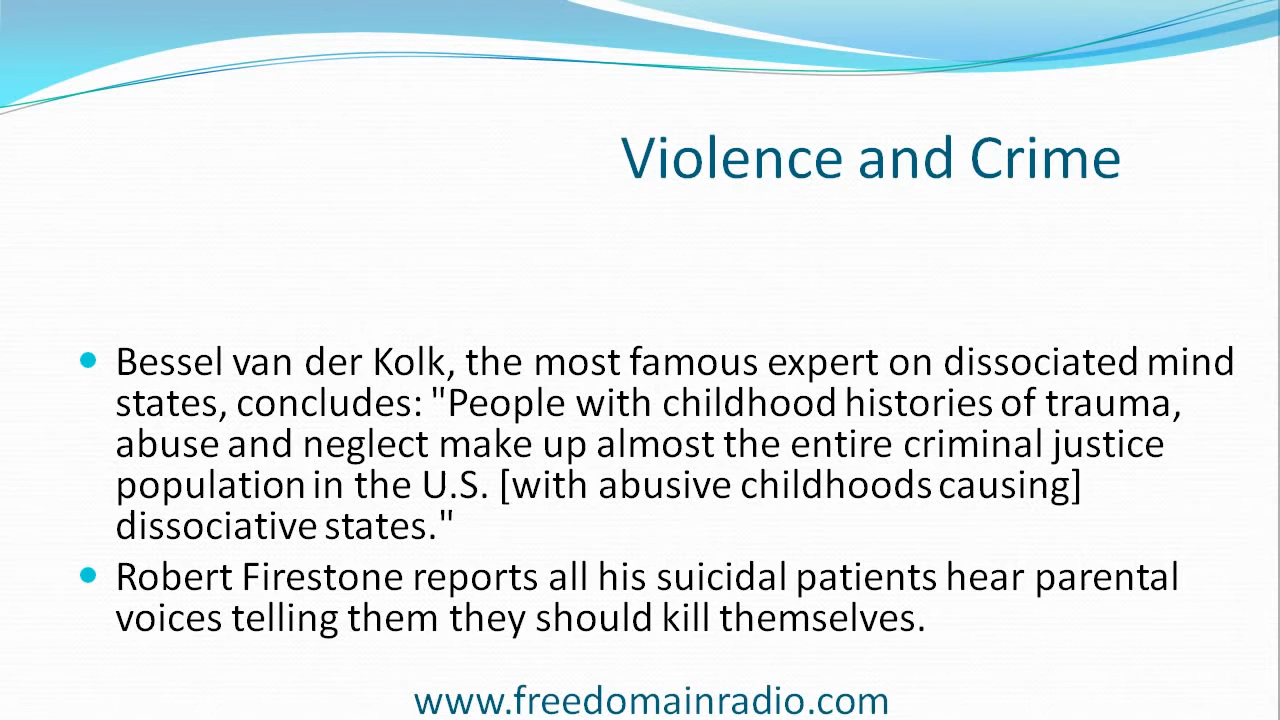 Violence and Crime
Bessel van der Kolk, the most famous expert on dissociated mind
states, concludes: "People with childhood histories of trauma,
abuse and neglect make up almost the entire criminal justice
population in the U.S. [with abusive childhoods causing]
dissociative states."
Robert Firestone reports all his suicidal patients hear parental
voices telling them they should kill themselves.
www.freedomainradio.com